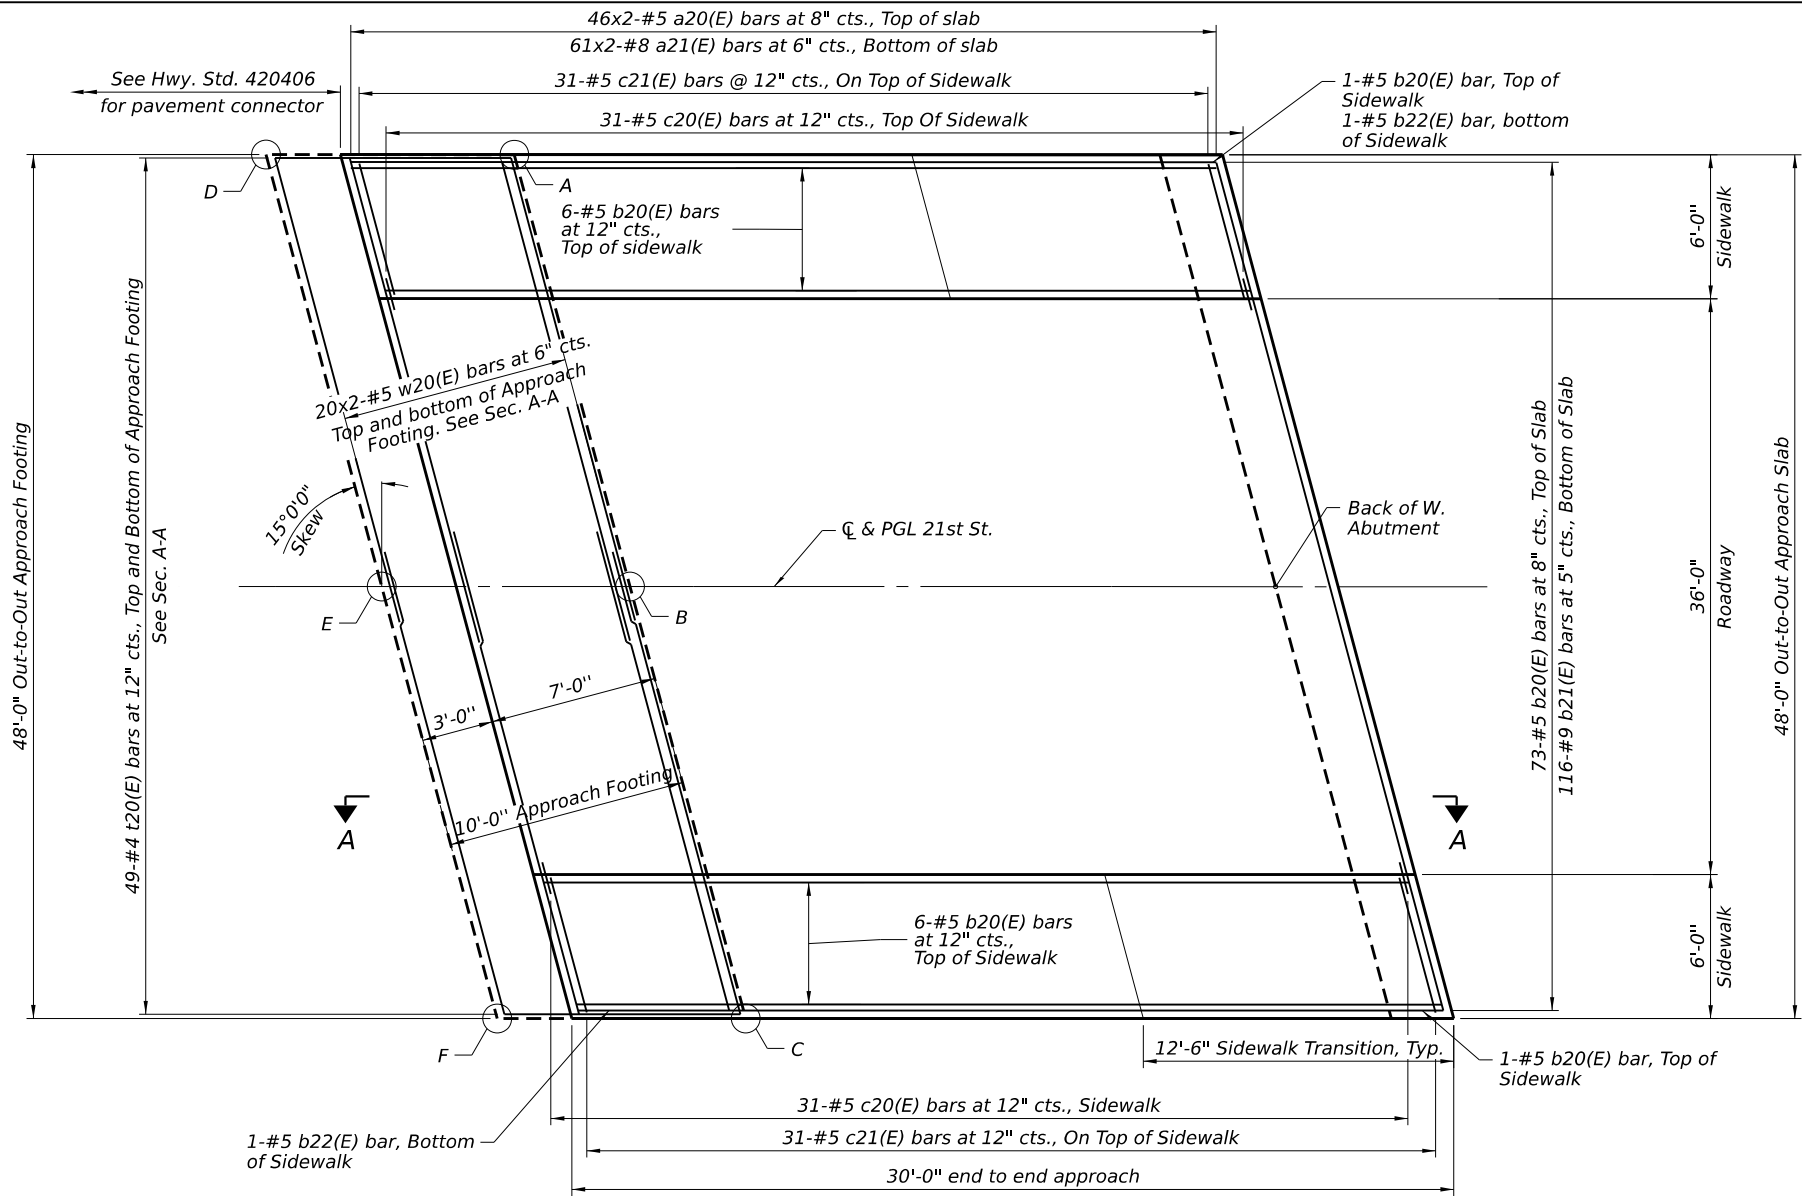 46x2-#5 a20(E) bars at 8" cts., Top of slab
61x2-#8 a21(E) bars at 6" cts., Bottom of slab
See Hwy. Std. 420406
for pavement connector
31-#5 c21(E) bars @ 12" cts., On Top of Sidewalk
31-#5 c20(E) bars at 12" cts., Top Of Sidewalk
1-#5 b20(E) bar, Top of
Sidewalk
1-#5 b22(E) bar, bottom
of Sidewalk
D
A
6-#5 b20(E) bars
at 12" cts.,
Top of sidewalk
6'-0"
Sidewalk
20x2-#5 w20(E) bars at 6" cts.
Top and bottom of Approach
Footing. See Sec. A-A
48'-0" Out-to-Out Approach Footing
49-#4 t20(E) bars at 12" cts., Top and Bottom of Approach Footing
See Sec. A-A
15°0'0"
Skew
℄ & PGL 21st St.
Back of W.
Abutment
73-#5 b20(E) bars at 8" cts., Top of Slab
116-#9 b21(E) bars at 5" cts., Bottom of Slab
36'-0"
Roadway
48'-0" Out-to-Out Approach Slab
E
B
7'-0''
3'-0''
10'-0'' Approach Footing
A
A
6-#5 b20(E) bars
at 12" cts.,
Top of Sidewalk
6'-0"
Sidewalk
F
C
12'-6" Sidewalk Transition, Typ.
1-#5 b20(E) bar, Top of
Sidewalk
31-#5 c20(E) bars at 12" cts., Sidewalk
1-#5 b22(E) bar, Bottom
of Sidewalk
31-#5 c21(E) bars at 12" cts., On Top of Sidewalk
30'-0" end to end approach